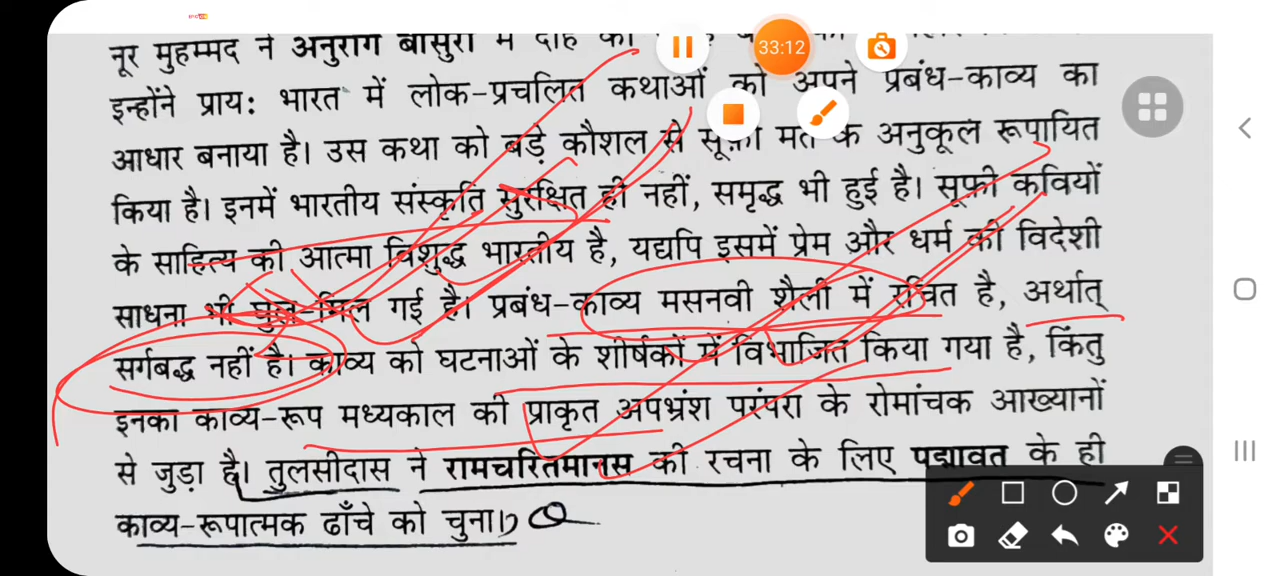 नूर मुहम्मद ने अनुराग बाँसुरी में दोहे
33:12
इन्होंने प्राय: भारत में लोक-प्रचलित कथाओं को अपने प्रबंध-काव्य का
आधार बनाया है। उस कथा को बड़े कौशल से सूफ़ी मत के अनुकूल रूपायित
किया है। इनमें भारतीय संस्कृति सुरक्षित ही नहीं, समृद्ध भी हुई है। सूफ़ी कवियों
के साहित्य की आत्मा विशुद्ध भारतीय है, यद्यपि इसमें प्रेम और धर्म की विदेशी
साधना भी घुल-मिल गई है। प्रबंध-काव्य मसनवी शैली में रचित है, अर्थात्
सर्गबद्ध नहीं है। काव्य को घटनाओं के शीर्षकों में विभाजित किया गया है, किंतु
इनका काव्य-रूप मध्यकाल की प्राकृत अपभ्रंश परंपरा के रोमांचक आख्यानों
से जुड़ा है। तुलसीदास ने रामचरितमानस की रचना के लिए पद्मावत के ही
काव्य-रूपात्मक ढाँचे को चुना।